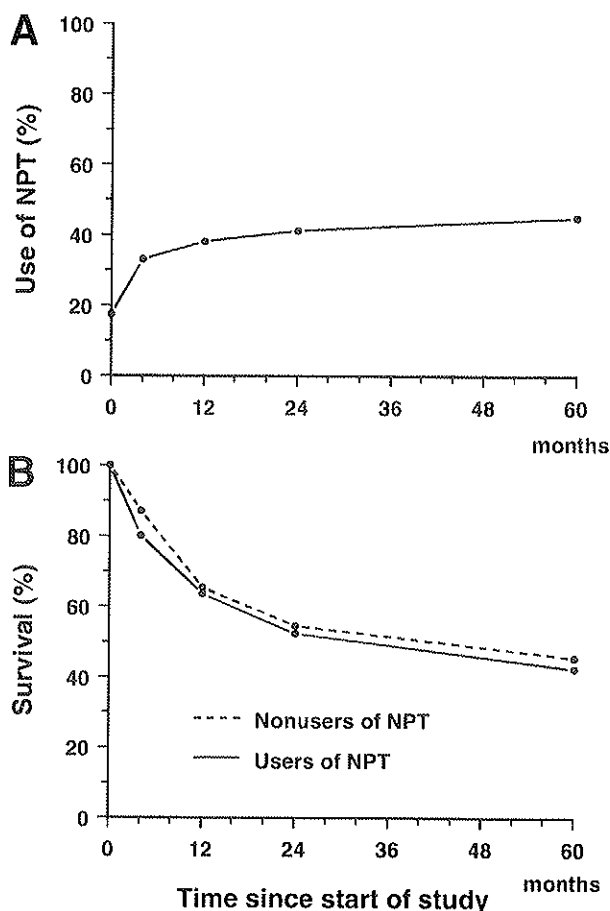 A
Use of NPT (%)
100
80
60
40
20
0
0 12 24 36 48 60
months
B
Survival (%)
100
80
60
40
20
0
Nonusers of NPT
Users of NPT
0 12 24 36 48 60
months
Time since start of study